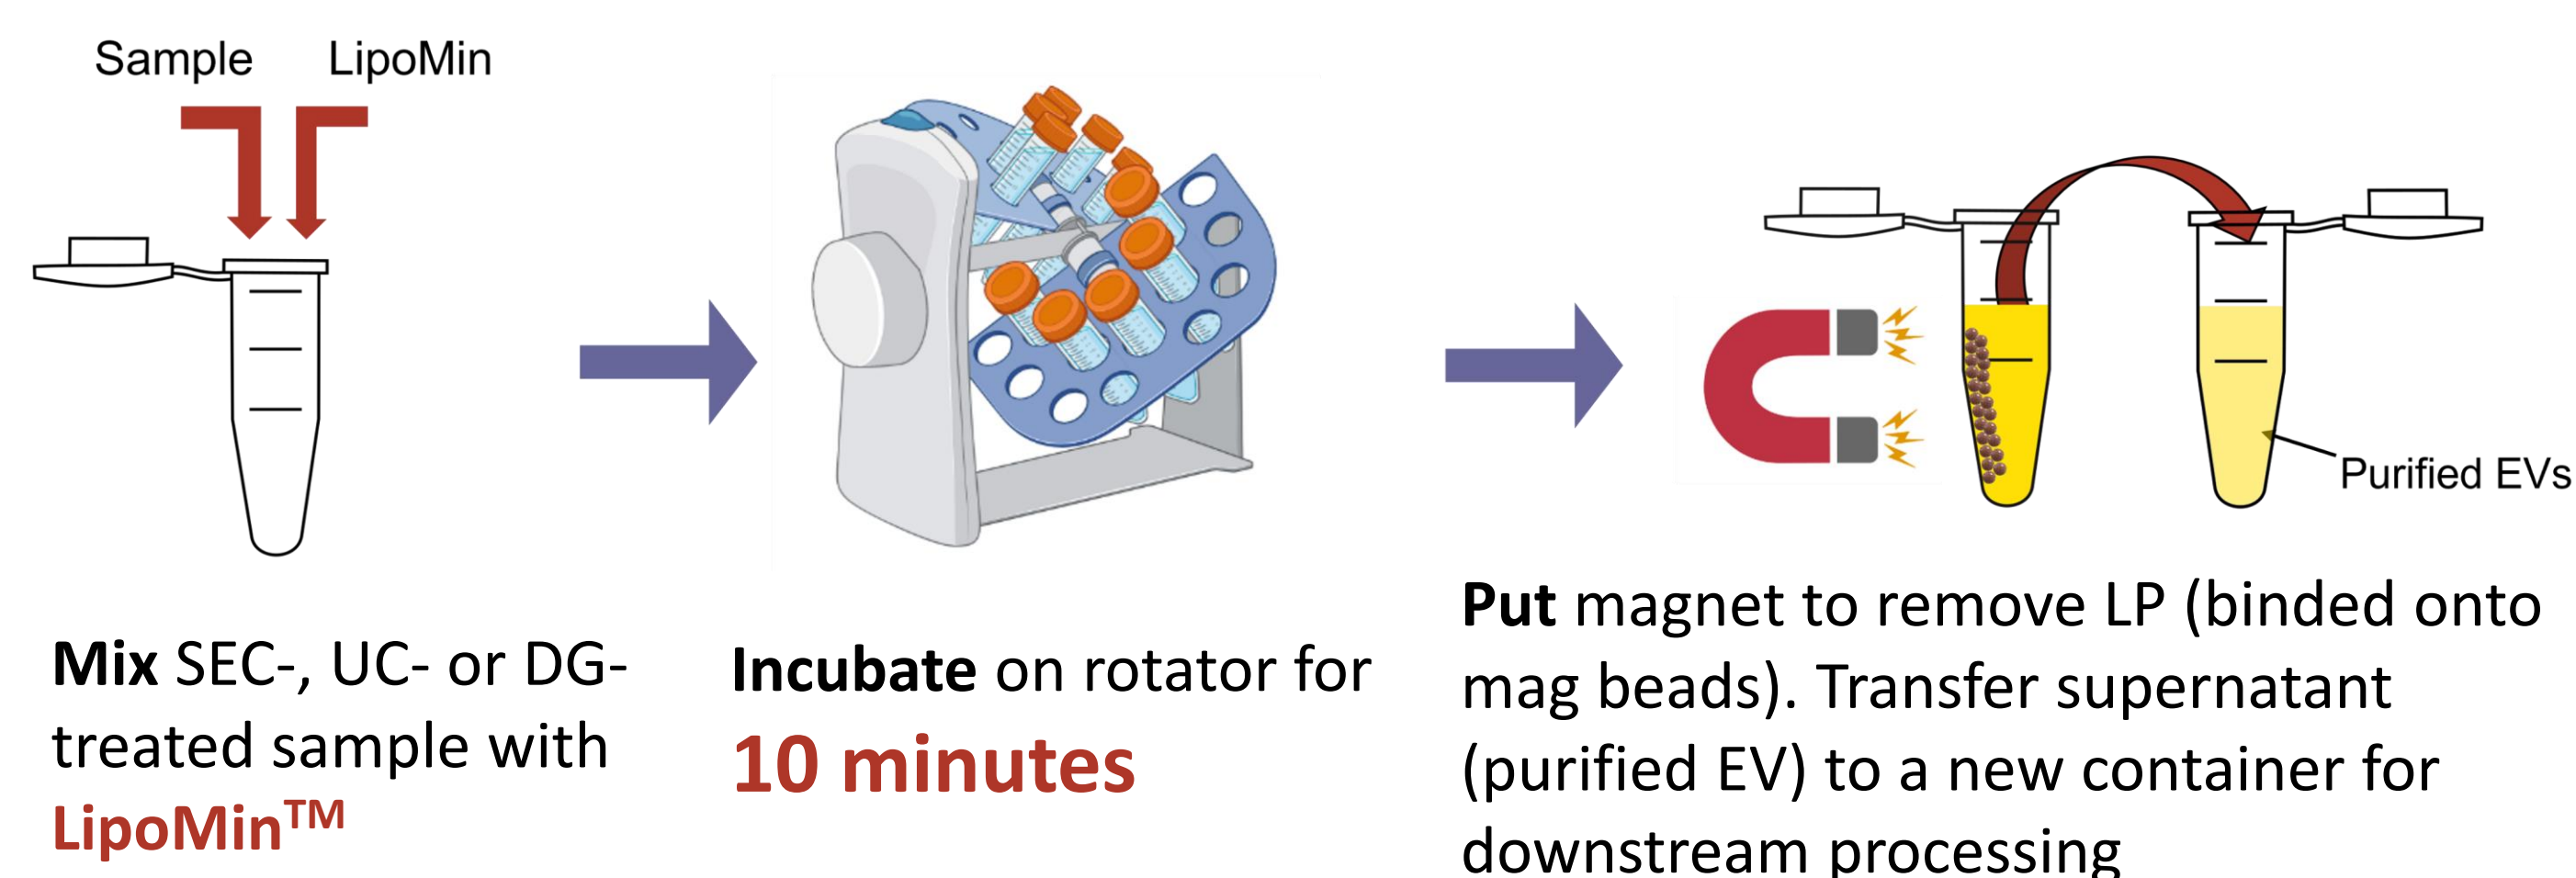 Sample
LipoMin
Purified EVs
Mix SEC-, UC- or DG-
treated sample with
LipoMin™
Incubate on rotator for
10 minutes
Put magnet to remove LP (binded onto
mag beads). Transfer supernatant
(purified EV) to a new container for
downstream processing